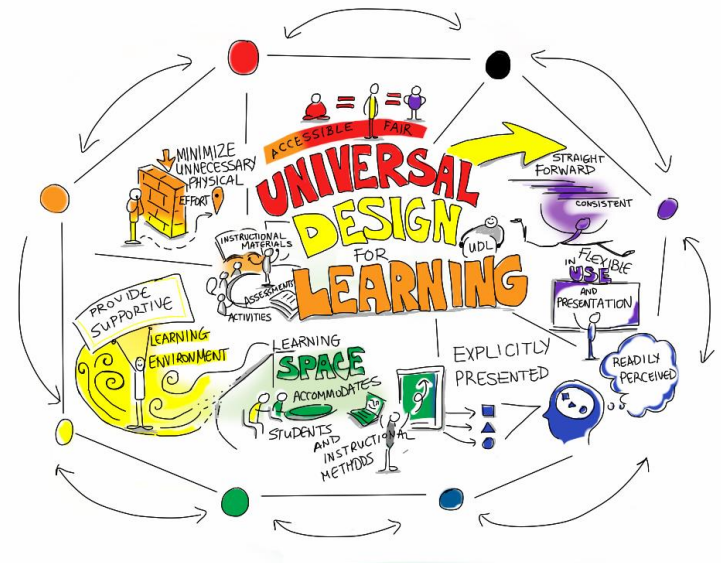 ACCESSIBLE FAIR
UNIVERSAL
DESIGN
FOR
LEARNING
UDL
MINIMIZE
UNNECESSARY
PHYSICAL
EFFORT
STRAIGHT
FORWARD
CONSISTENT
INSTRUCTIONAL
MATERIALS
ASSESSMENTS
ACTIVITIES
IN FLEXIBLE
USE
AND
PRESENTATION
PROVIDE
SUPPORTIVE
LEARNING
ENVIRONMENT
LEARNING
SPACE
ACCOMMODATES
STUDENTS
AND
INSTRUCTIONAL
METHODS
EXPLICITLY
PRESENTED
READILY
PERCEIVED